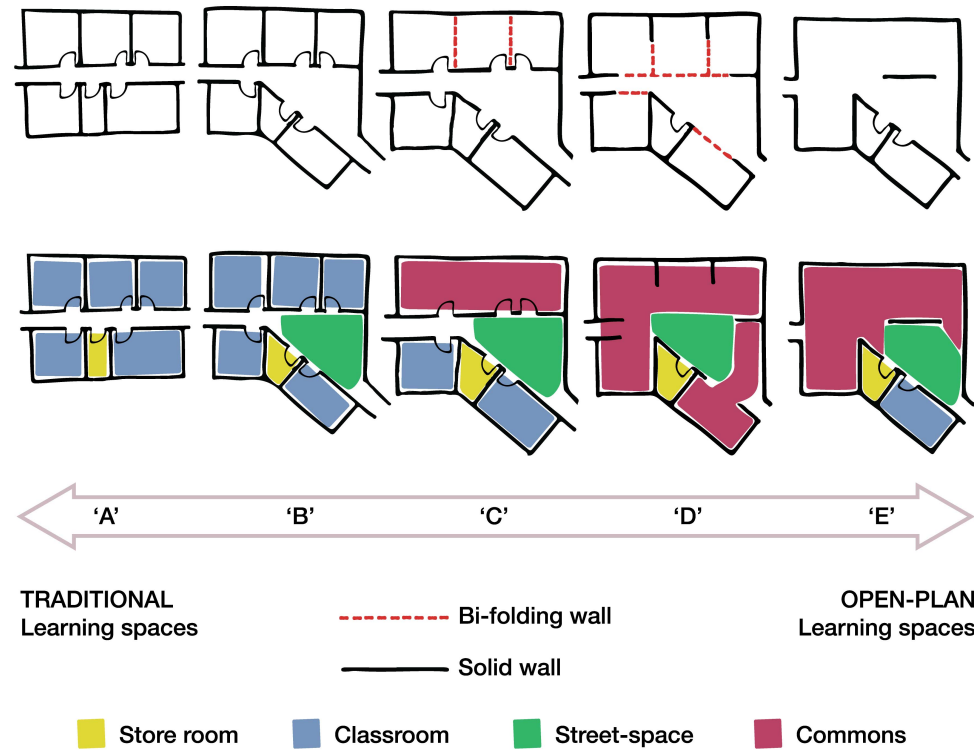 ‘A’ ‘B’ ‘C’ ‘D’ ‘E’
TRADITIONAL
Learning spaces
Bi-folding wall
Solid wall
OPEN-PLAN
Learning spaces
Store room Classroom Street-space Commons